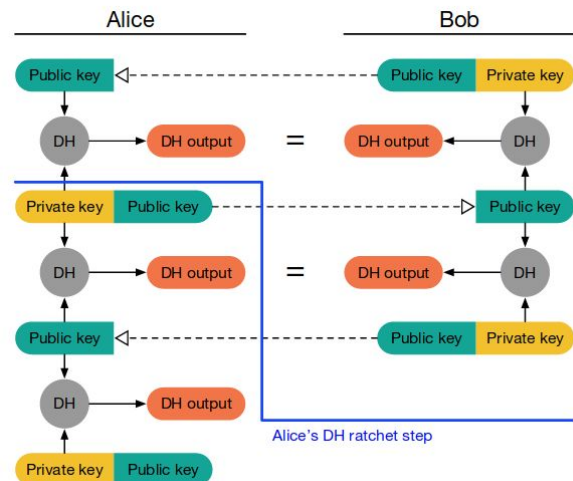 Alice Bob
Public key Public key Private key
DH DH output = DH output DH
Private key Public key Public key
DH DH output = DH output DH
Public key Public key Private key
DH DH output
Alice's DH ratchet step
Private key Public key